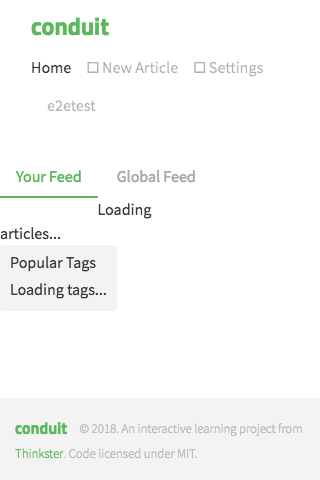 conduit
Home New Article Settings
e2etest
Your Feed Global Feed
Loading
articles...
Popular Tags
Loading tags...
conduit © 2018. An interactive learning project from
Thinkster. Code licensed under MIT.